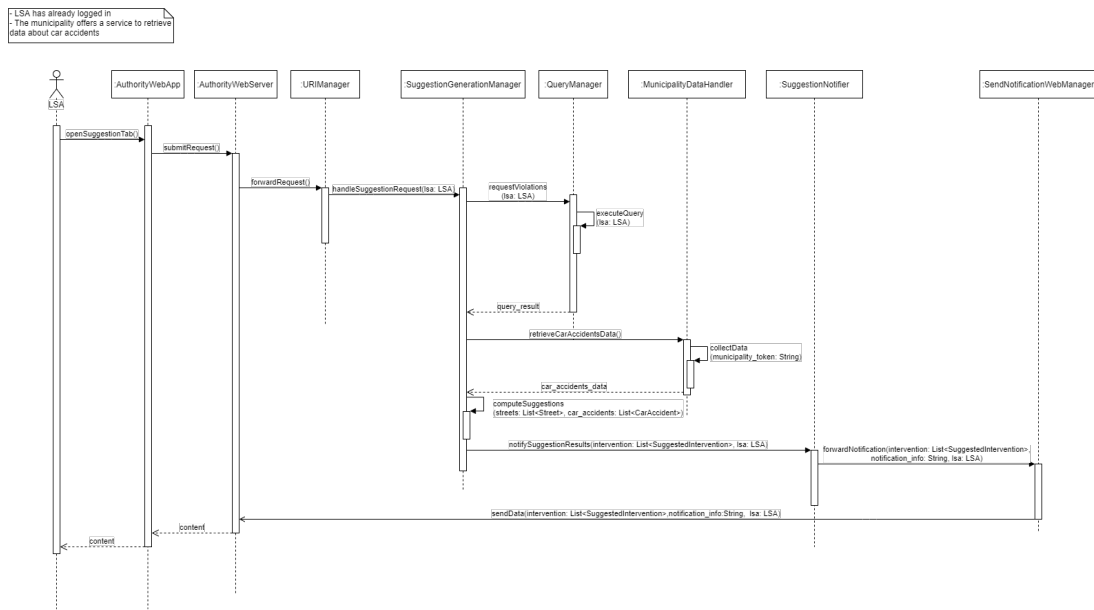 - LSA has already logged in
- The municipality offers a service to retrieve
data about car accidents
LSA
:AuthorityWebApp
:AuthorityWebServer
:URIManager
:SuggestionGenerationManager
:QueryManager
:MunicipalityDataHandler
:SuggestionNotifier
:SendNotificationWebManager
openSuggestionTab()
submitRequest()
forwardRequest()
handleSuggestionRequest(lsa: LSA)
requestViolations
(lsa: LSA)
executeQuery
(lsa: LSA)
query_result
retrieveCarAccidentsData()
collectData
(municipality_token: String)
car_accidents_data
computeSuggestions
(streets: List<Street>, car_accidents: List<CarAccident>)
notifySuggestionResults(intervention: List<SuggestedIntervention>, lsa: LSA)
forwardNotification(intervention: List<SuggestedIntervention>,
notification_info: String, lsa: LSA)
sendData(intervention: List<SuggestedIntervention>,notification_info:String, lsa: LSA)
content
content